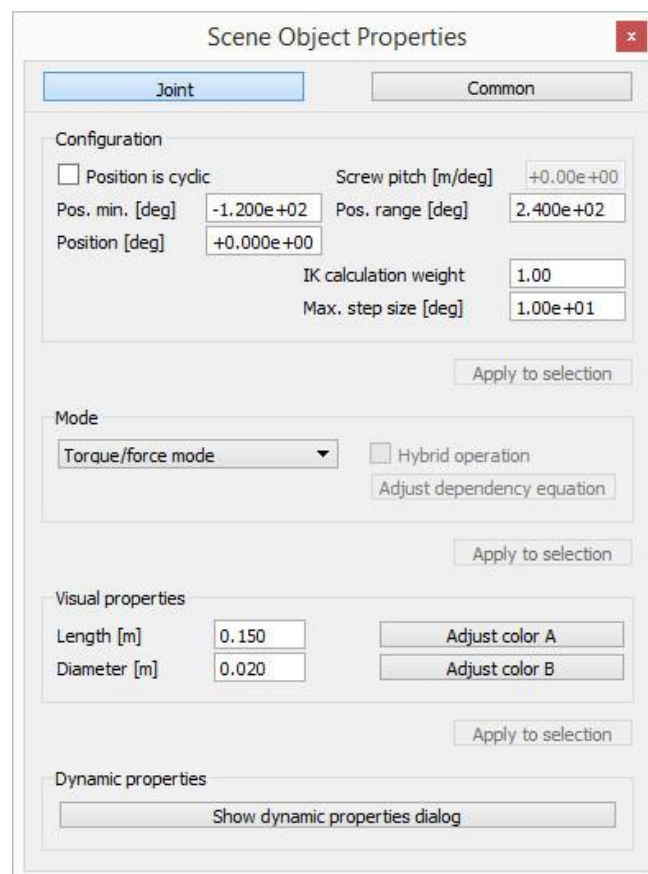 Scene Object Properties x
Joint Common
Configuration
Position is cyclic Screw pitch [m/deg] +0.00e+00
Pos. min. [deg] -1.200e+02 Pos. range [deg] 2.400e+02
Position [deg] +0.000e+00
IK calculation weight 1.00
Max. step size [deg] 1.00e+01
Apply to selection
Mode
Torque/force mode Hybrid operation
Adjust dependency equation
Apply to selection
Visual properties
Length [m] 0.150 Adjust color A
Diameter [m] 0.020 Adjust color B
Apply to selection
Dynamic properties
Show dynamic properties dialog